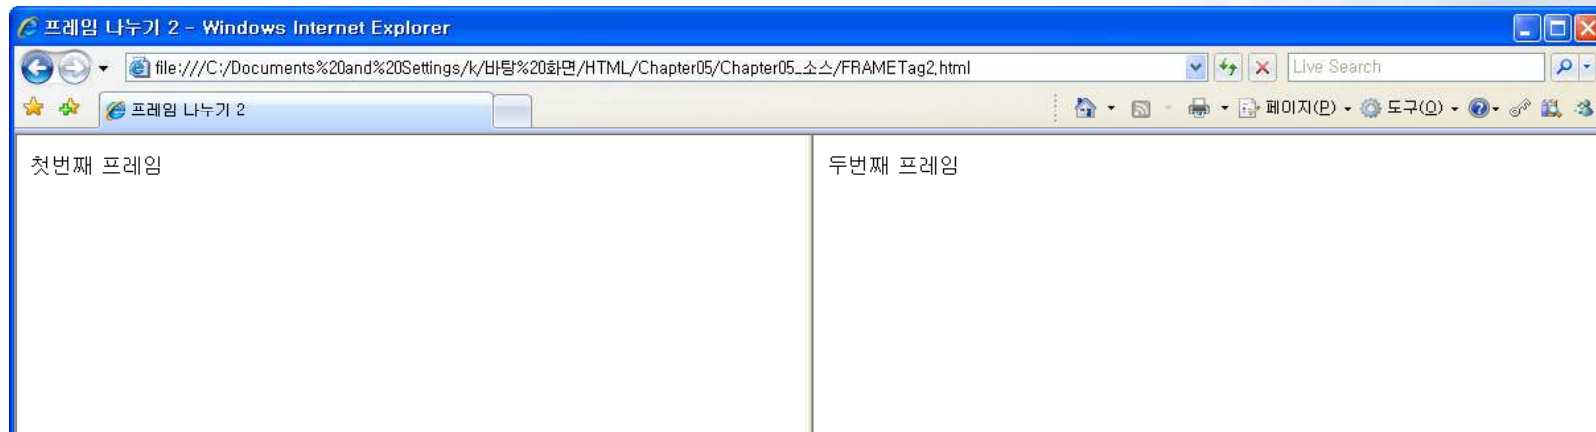 프레임 나누기 2 - Windows Internet Explorer
file:///C:/Documents%20and%20Settings/k/바탕%20화면/HTML/Chapter05/Chapter05_소스/FRAMETag2.html
Live Search
프레임 나누기 2
페이지(P)
도구(O)
첫번째 프레임
두번째 프레임